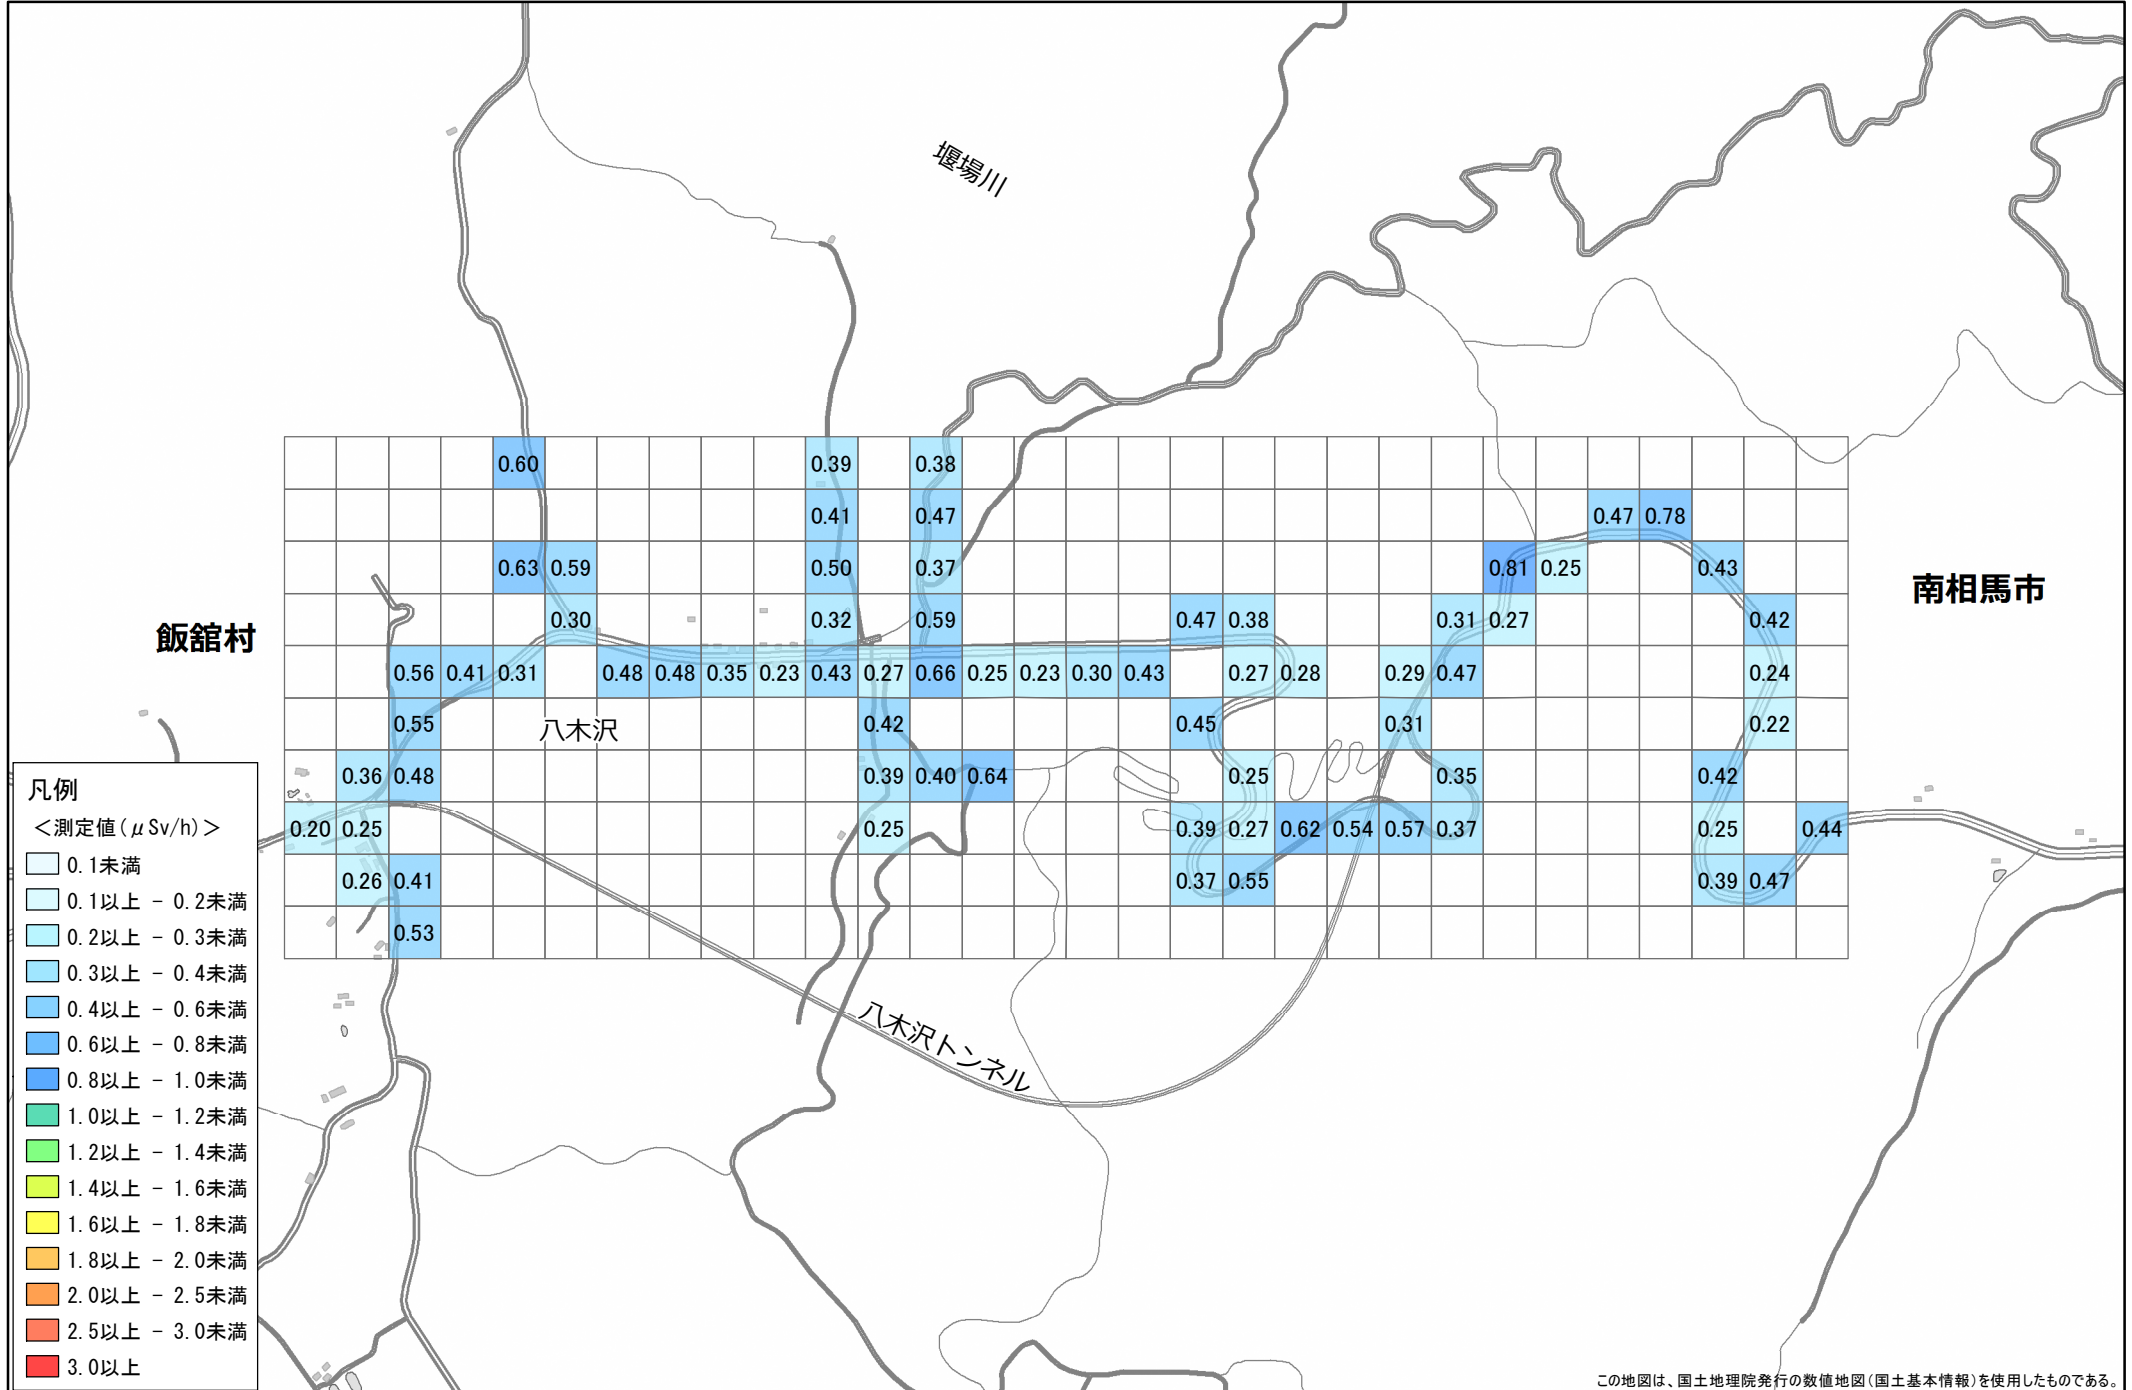 堰場川
0.60 0.39 0.38
0.41 0.47 0.47 0.78
0.63 0.59 0.50 0.37 0.81 0.25 0.43
南相馬市
0.30 0.32 0.59 0.47 0.38 0.31 0.27 0.42
飯舘村
0.56 0.41 0.31 0.48 0.48 0.35 0.23 0.43 0.27 0.66 0.25 0.23 0.30 0.43 0.27 0.28 0.29 0.47 0.24
0.55 八木沢 0.42 0.45 0.31 0.22
0.36 0.48 0.39 0.40 0.64 0.25 0.35 0.42
0.20 0.25 0.25 0.39 0.27 0.62 0.54 0.57 0.37 0.25 0.44
0.26 0.41 0.37 0.55 0.39 0.47
0.53
八木沢トンネル
凡例
＜測定値(μSv/h)＞
0.1未満
0.1以上 - 0.2未満
0.2以上 - 0.3未満
0.3以上 - 0.4未満
0.4以上 - 0.6未満
0.6以上 - 0.8未満
0.8以上 - 1.0未満
1.0以上 - 1.2未満
1.2以上 - 1.4未満
1.4以上 - 1.6未満
1.6以上 - 1.8未満
1.8以上 - 2.0未満
2.0以上 - 2.5未満
2.5以上 - 3.0未満
3.0以上
この地図は、国土地理院発行の数値地図(国土基本情報)を使用したものである。